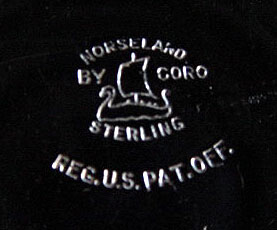 NORSELAND
BY CORO
STERLING
REG. U.S. PAT. OFF.